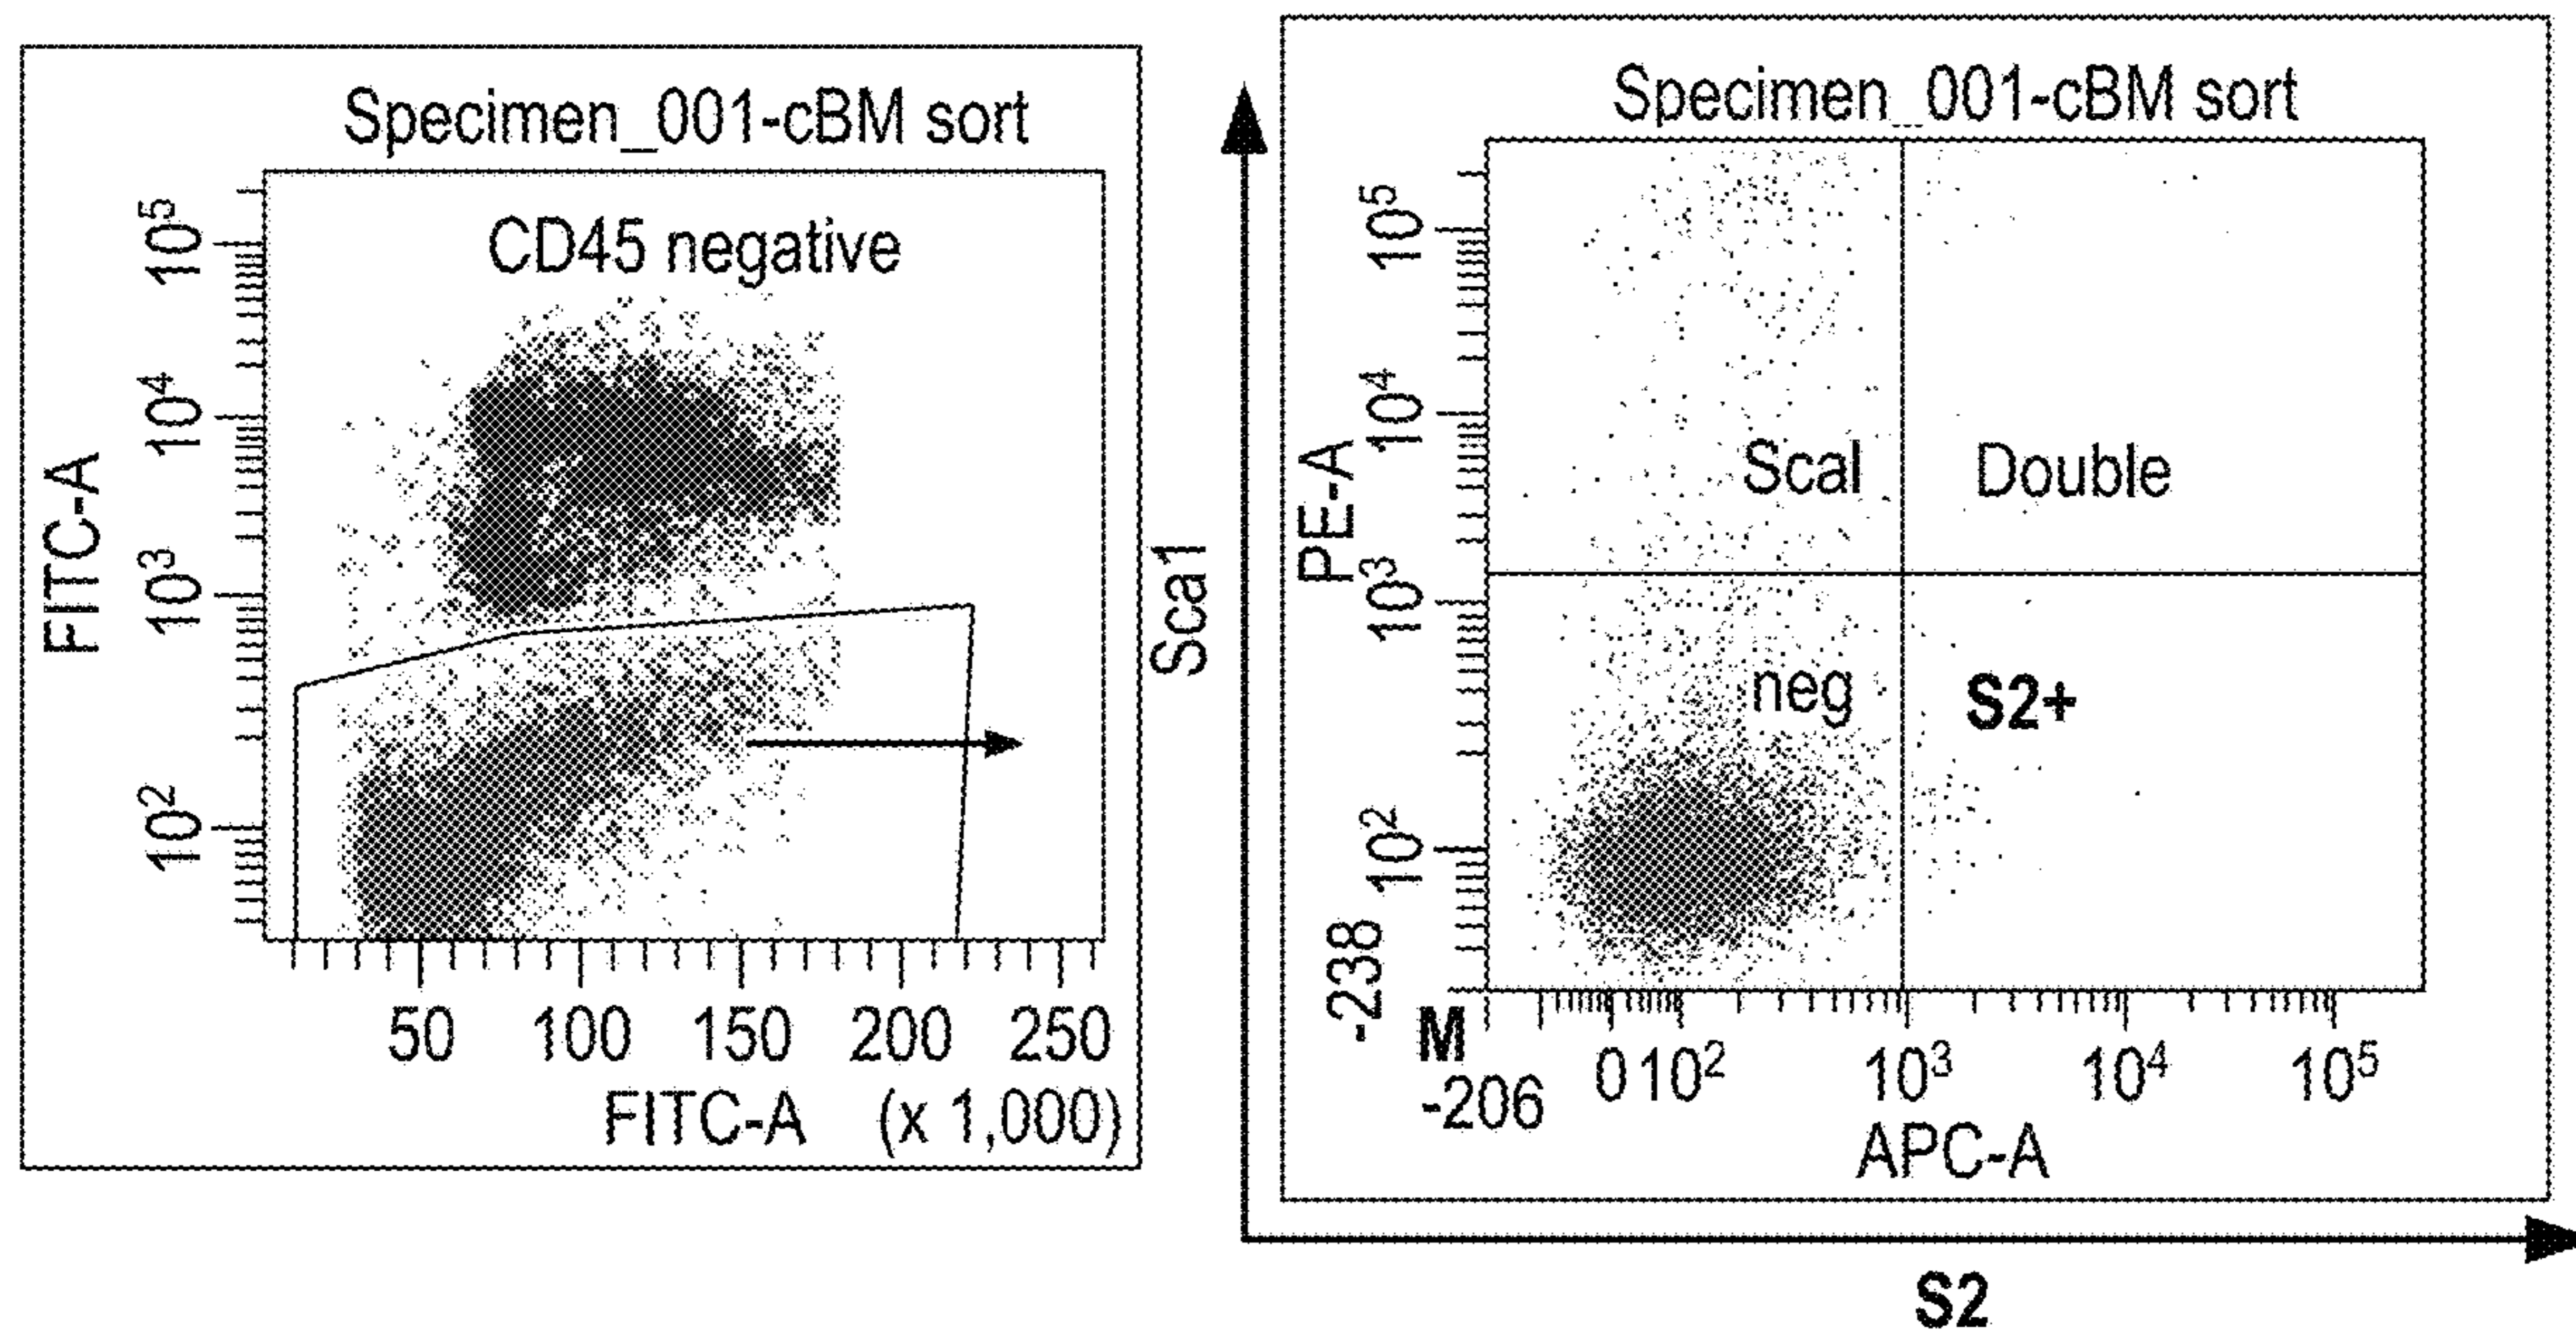 Specimen_001-cBM sort
CD45 negative
FITC-A
10⁵
10⁴
10³
10²
50 100 150 200 250
FITC-A (x 1,000)
Sca1
Specimen_001-cBM sort
PE-A
10⁵
10⁴
10³
10²
-238
Scal Double
neg S2+
M
-206 0 10² 10³ 10⁴ 10⁵
APC-A
S2